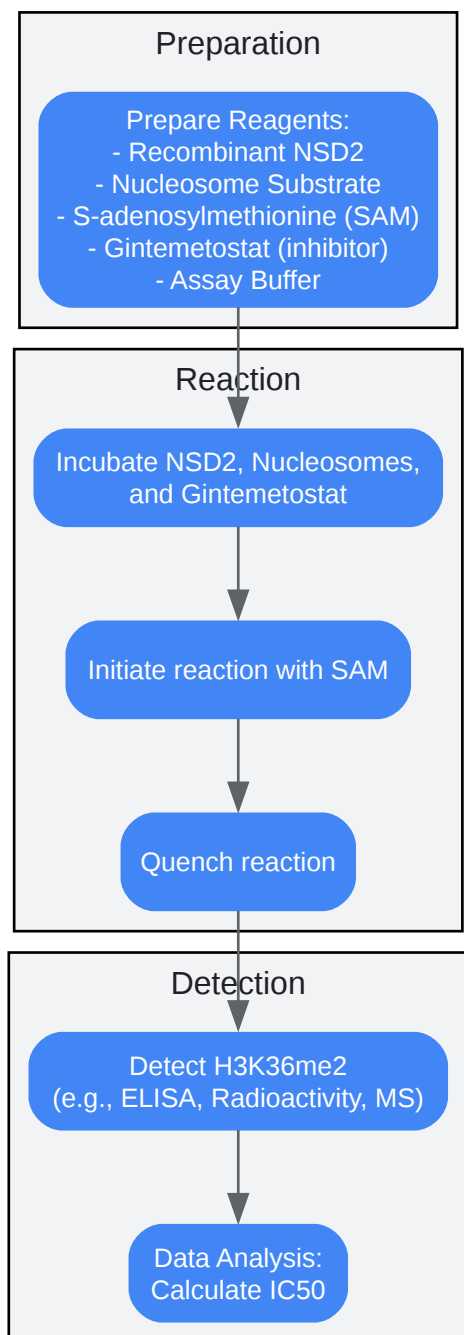 Preparation
Prepare Reagents:
- Recombinant NSD2
- Nucleosome Substrate
- S-adenosylmethionine (SAM)
- Gintemetostat (inhibitor)
- Assay Buffer
Reaction
Incubate NSD2, Nucleosomes,
and Gintemetostat
Initiate reaction with SAM
Quench reaction
Detection
Detect H3K36me2
(e.g., ELISA, Radioactivity, MS)
Data Analysis:
Calculate IC50